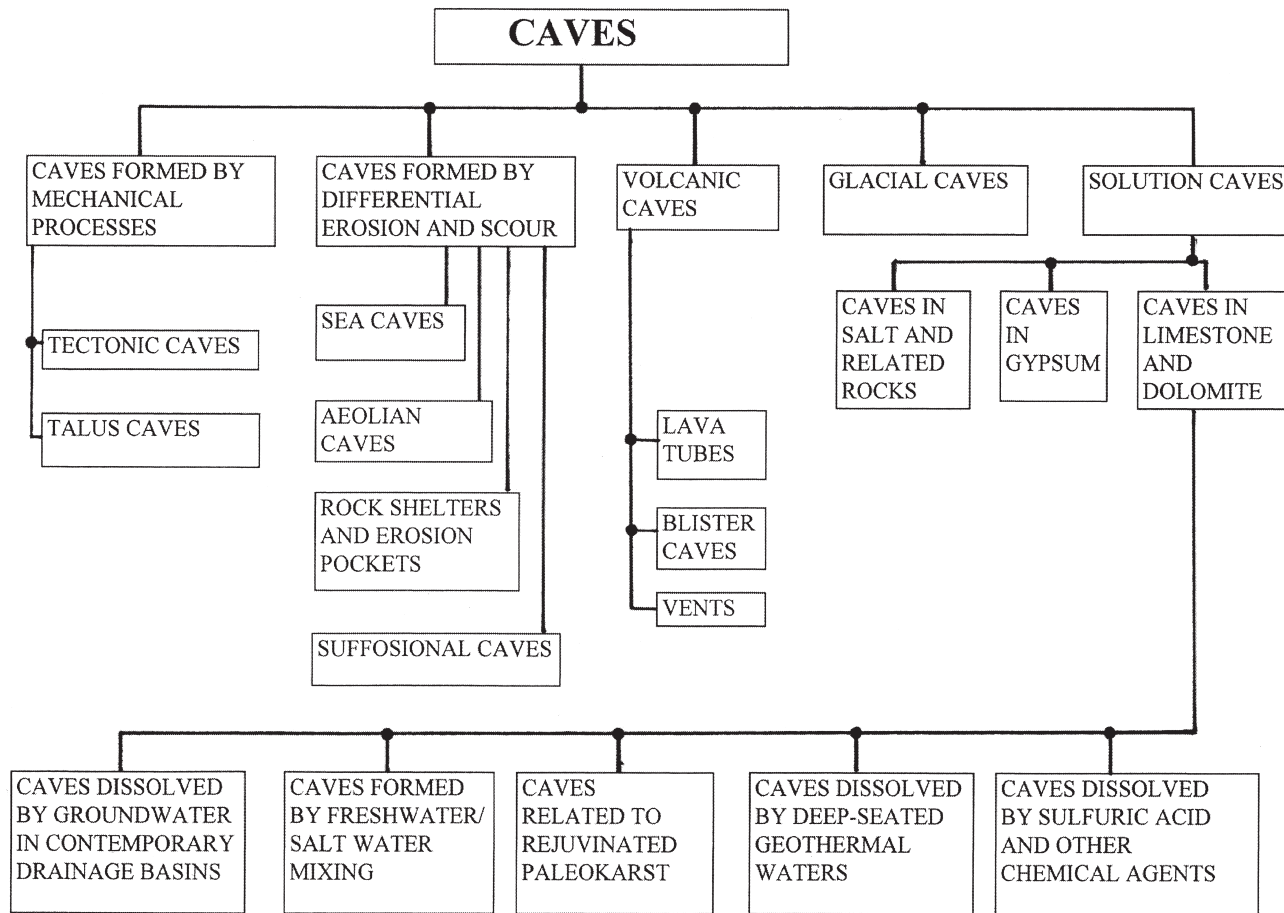 CAVES
CAVES FORMED BY
MECHANICAL
PROCESSES
CAVES FORMED BY
DIFFERENTIAL
EROSION AND SCOUR
VOLCANIC
CAVES
GLACIAL CAVES
SOLUTION CAVES
TECTONIC CAVES
TALUS CAVES
SEA CAVES
AEOLIAN
CAVES
ROCK SHELTERS
AND EROSION
POCKETS
SUFFOSIONAL CAVES
LAVA
TUBES
BLISTER
CAVES
VENTS
CAVES IN
SALT AND
RELATED
ROCKS
CAVES
IN
GYPSUM
CAVES IN
LIMESTONE
AND
DOLOMITE
CAVES DISSOLVED
BY GROUNDWATER
IN CONTEMPORARY
DRAINAGE BASINS
CAVES FORMED
BY FRESHWATER/
SALT WATER
MIXING
CAVES
RELATED TO
REJUVINATED
PALEOKARST
CAVES DISSOLVED
BY DEEP-SEATED
GEOTHERMAL
WATERS
CAVES DISSOLVED
BY SULFURIC ACID
AND OTHER
CHEMICAL AGENTS